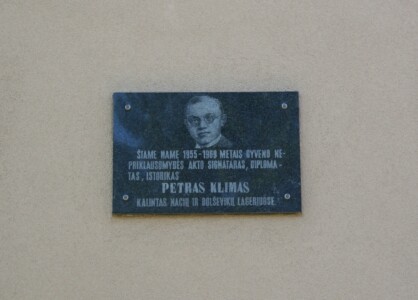 ŠIAME NAME 1955-1969 METAIS GYVENO NE-
PRIKLAUSOMYBĖS AKTO SIGNATARAS, DIPLOMA-
TAS, ISTORIKAS
PETRAS KLIMAS
KALINTAS NACIŲ IR BOLŠEVIKŲ LAGERIUOSE